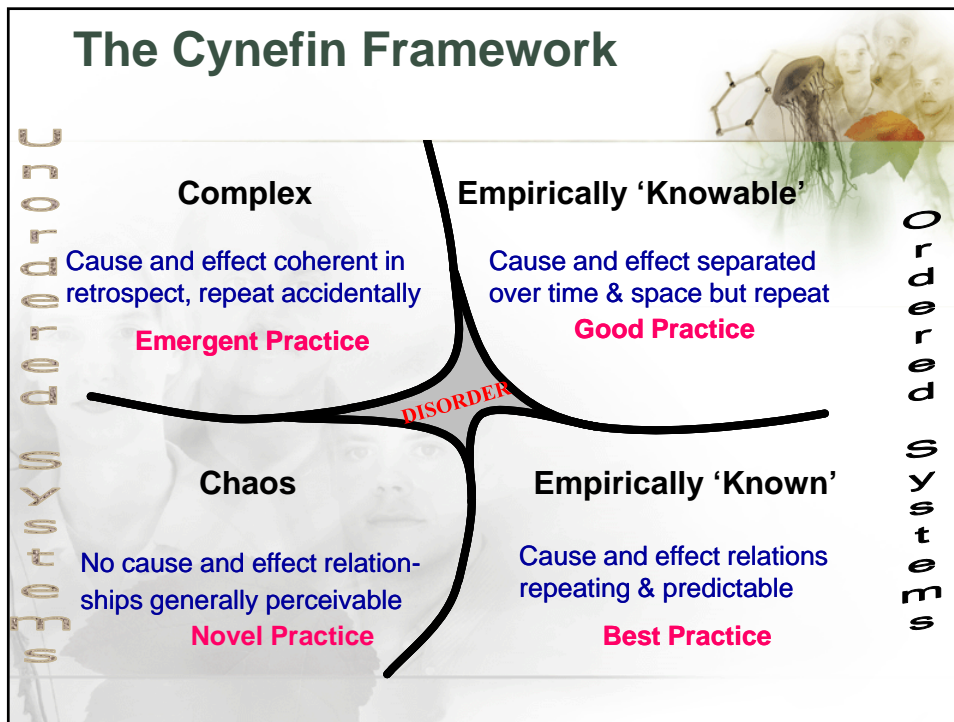 The Cynefin Framework
Unordered Systems
Complex
Cause and effect coherent in
retrospect, repeat accidentally
Emergent Practice
Empirically ‘Knowable’
Cause and effect separated
over time & space but repeat
Good Practice
DISORDER
Chaos
No cause and effect relation-
ships generally perceivable
Novel Practice
Empirically ‘Known’
Cause and effect relations
repeating & predictable
Best Practice
Ordered Systems